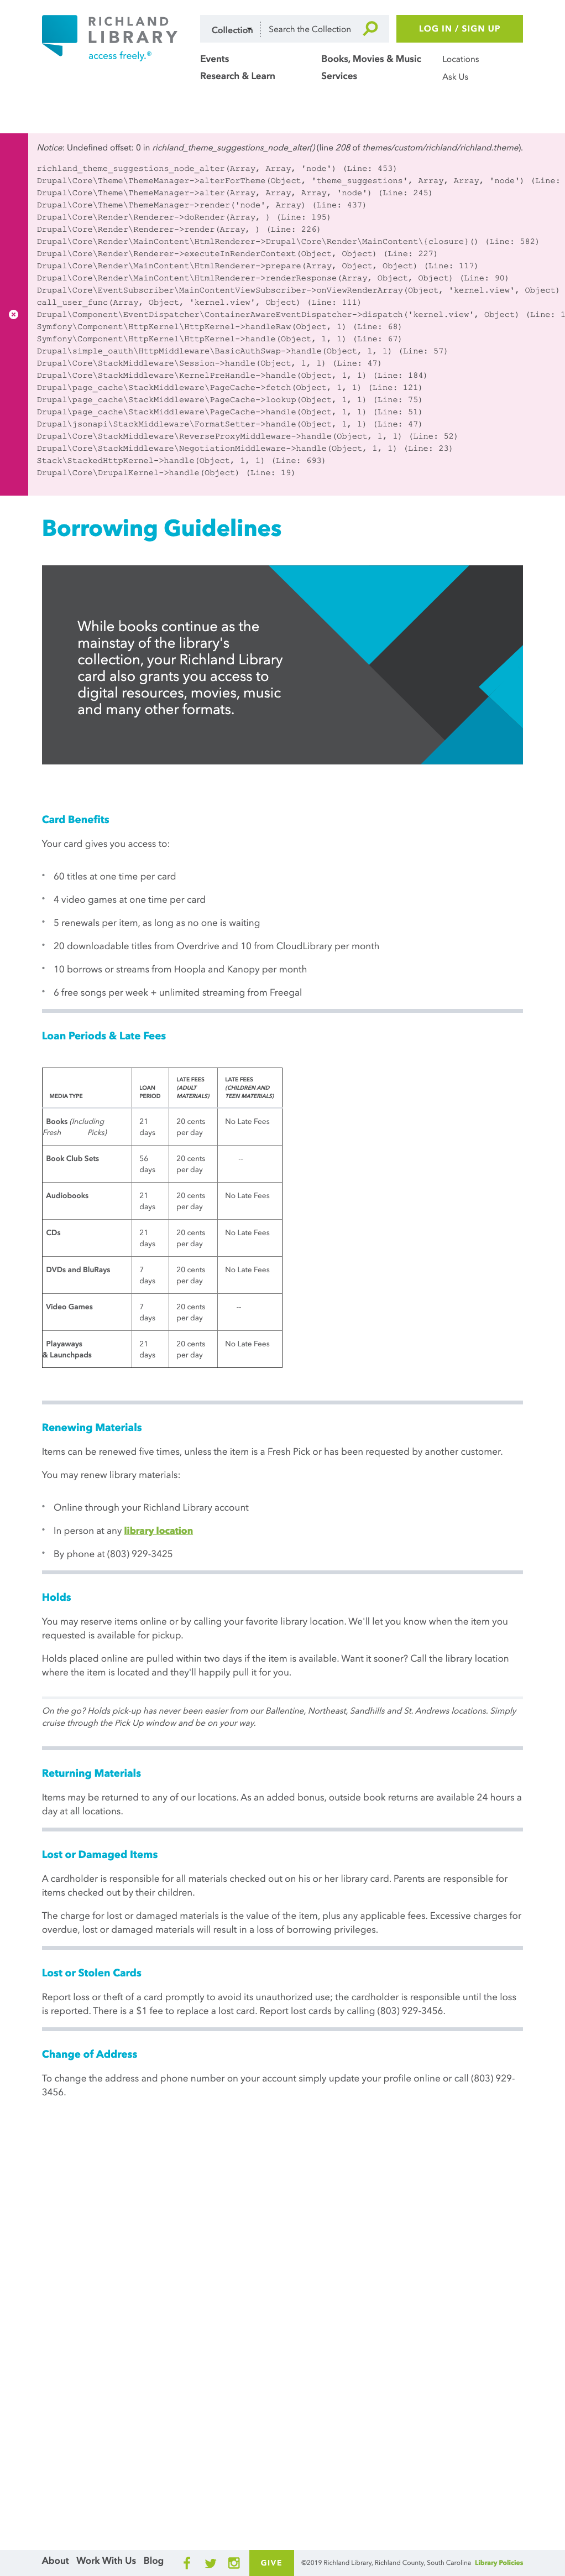 RICHLAND
LIBRARY
access freely.®
Collection
Search the Collection
LOG IN / SIGN UP
Events
Books, Movies & Music
Locations
Research & Learn
Services
Ask Us
Notice: Undefined offset: 0 in richland_theme_suggestions_node_alter() (line 208 of themes/custom/richland/richland.theme).
richland_theme_suggestions_node_alter(Array, Array, 'node') (Line: 453)
Drupal\Core\Theme\ThemeManager->alterForTheme(Object, 'theme_suggestions', Array, Array, 'node') (Line:
Drupal\Core\Theme\ThemeManager->alter(Array, Array, Array, 'node') (Line: 245)
Drupal\Core\Theme\ThemeManager->render('node', Array) (Line: 437)
Drupal\Core\Render\Renderer->doRender(Array, ) (Line: 195)
Drupal\Core\Render\Renderer->render(Array, ) (Line: 226)
Drupal\Core\Render\MainContent\HtmlRenderer->Drupal\Core\Render\MainContent\{closure}() (Line: 582)
Drupal\Core\Render\Renderer->executeInRenderContext(Object, Object) (Line: 227)
Drupal\Core\Render\MainContent\HtmlRenderer->prepare(Array, Object, Object) (Line: 117)
Drupal\Core\Render\MainContent\HtmlRenderer->renderResponse(Array, Object, Object) (Line: 90)
Drupal\Core\EventSubscriber\MainContentViewSubscriber->onViewRenderArray(Object, 'kernel.view', Object)
call_user_func(Array, Object, 'kernel.view', Object) (Line: 111)
Drupal\Component\EventDispatcher\ContainerAwareEventDispatcher->dispatch('kernel.view', Object) (Line: 1
Symfony\Component\HttpKernel\HttpKernel->handleRaw(Object, 1) (Line: 68)
Symfony\Component\HttpKernel\HttpKernel->handle(Object, 1, 1) (Line: 67)
Drupal\simple_oauth\HttpMiddleware\BasicAuthSwap->handle(Object, 1, 1) (Line: 57)
Drupal\Core\StackMiddleware\Session->handle(Object, 1, 1) (Line: 47)
Drupal\Core\StackMiddleware\KernelPreHandle->handle(Object, 1, 1) (Line: 184)
Drupal\page_cache\StackMiddleware\PageCache->fetch(Object, 1, 1) (Line: 121)
Drupal\page_cache\StackMiddleware\PageCache->lookup(Object, 1, 1) (Line: 75)
Drupal\page_cache\StackMiddleware\PageCache->handle(Object, 1, 1) (Line: 51)
Drupal\jsonapi\StackMiddleware\FormatSetter->handle(Object, 1, 1) (Line: 47)
Drupal\Core\StackMiddleware\ReverseProxyMiddleware->handle(Object, 1, 1) (Line: 52)
Drupal\Core\StackMiddleware\NegotiationMiddleware->handle(Object, 1, 1) (Line: 23)
Stack\StackedHttpKernel->handle(Object, 1, 1) (Line: 693)
Drupal\Core\DrupalKernel->handle(Object) (Line: 19)
Borrowing Guidelines
While books continue as the
mainstay of the library's
collection, your Richland Library
card also grants you access to
digital resources, movies, music
and many other formats.
Card Benefits
Your card gives you access to:
* 60 titles at one time per card
* 4 video games at one time per card
* 5 renewals per item, as long as no one is waiting
* 20 downloadable titles from Overdrive and 10 from CloudLibrary per month
* 10 borrows or streams from Hoopla and Kanopy per month
* 6 free songs per week + unlimited streaming from Freegal
Loan Periods & Late Fees
MEDIA TYPE LOAN PERIOD LATE FEES (ADULT MATERIALS) LATE FEES (CHILDREN AND TEEN MATERIALS)
Books (Including Fresh Picks) 21 days 20 cents per day No Late Fees
Book Club Sets 56 days 20 cents per day --
Audiobooks 21 days 20 cents per day No Late Fees
CDs 21 days 20 cents per day No Late Fees
DVDs and BluRays 7 days 20 cents per day No Late Fees
Video Games 7 days 20 cents per day --
Playaways & Launchpads 21 days 20 cents per day No Late Fees
Renewing Materials
Items can be renewed five times, unless the item is a Fresh Pick or has been requested by another customer.
You may renew library materials:
* Online through your Richland Library account
* In person at any library location
* By phone at (803) 929-3425
Holds
You may reserve items online or by calling your favorite library location. We'll let you know when the item you
requested is available for pickup.
Holds placed online are pulled within two days if the item is available. Want it sooner? Call the library location
where the item is located and they'll happily pull it for you.
On the go? Holds pick-up has never been easier from our Ballentine, Northeast, Sandhills and St. Andrews locations. Simply
cruise through the Pick Up window and be on your way.
Returning Materials
Items may be returned to any of our locations. As an added bonus, outside book returns are available 24 hours a
day at all locations.
Lost or Damaged Items
A cardholder is responsible for all materials checked out on his or her library card. Parents are responsible for
items checked out by their children.
The charge for lost or damaged materials is the value of the item, plus any applicable fees. Excessive charges for
overdue, lost or damaged materials will result in a loss of borrowing privileges.
Lost or Stolen Cards
Report loss or theft of a card promptly to avoid its unauthorized use; the cardholder is responsible until the loss
is reported. There is a $1 fee to replace a lost card. Report lost cards by calling (803) 929-3456.
Change of Address
To change the address and phone number on your account simply update your profile online or call (803) 929-
3456.
About Work With Us Blog
GIVE
©2019 Richland Library, Richland County, South Carolina Library Policies